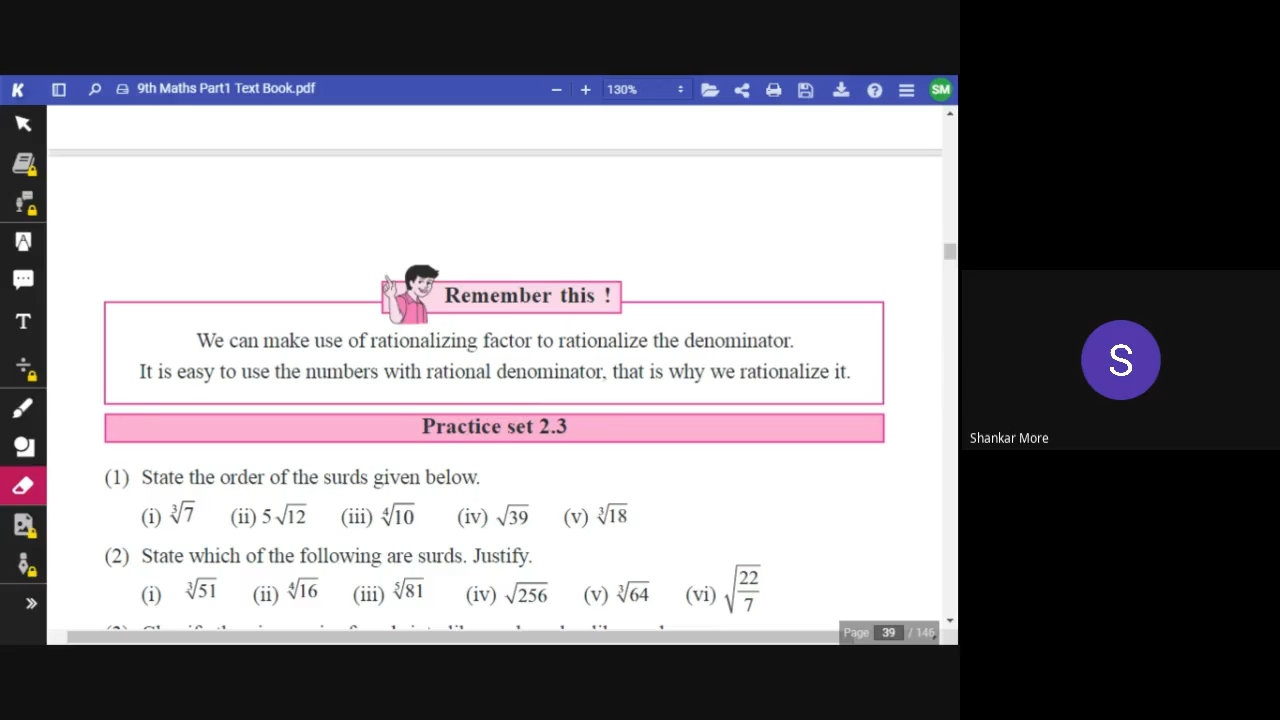 K 9th Maths Part1 Text Book.pdf 130% SM
Remember this !
We can make use of rationalizing factor to rationalize the denominator.
It is easy to use the numbers with rational denominator, that is why we rationalize it.
Practice set 2.3
(1) State the order of the surds given below.
(i) ∛7 (ii) 5√12 (iii) ∜10 (iv) √39 (v) ∛18
(2) State which of the following are surds. Justify.
(i) ∛51 (ii) ∜16 (iii) ⁵√81 (iv) √256 (v) ∛64 (vi) √22/7
Page 39 / 146
S
Shankar More